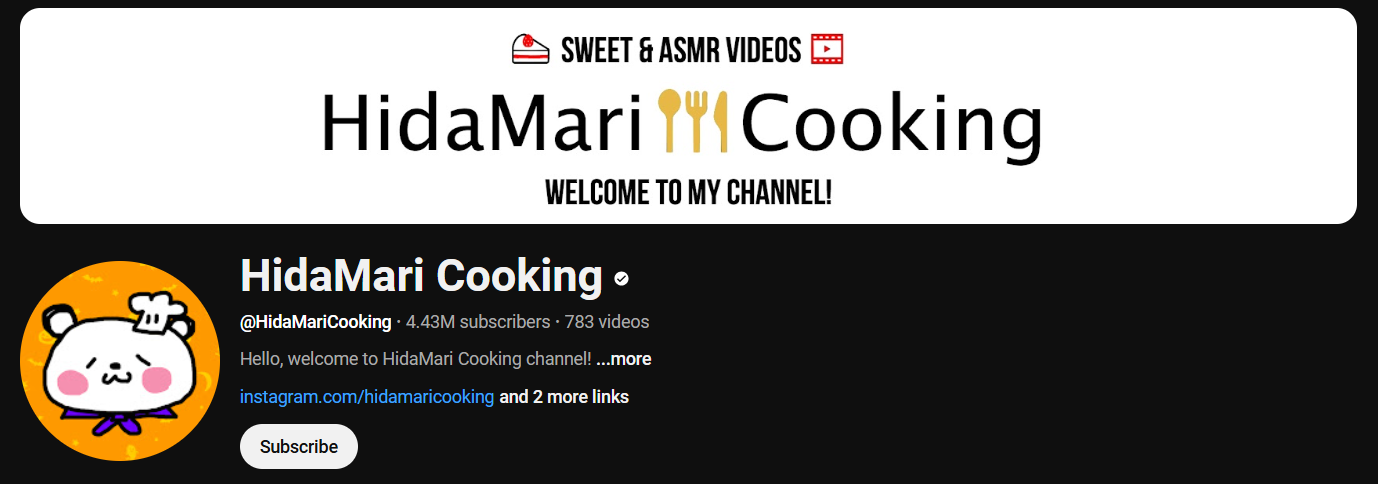 SWEET & ASMR VIDEOS
HidaMari Cooking
WELCOME TO MY CHANNEL!
HidaMari Cooking
@HidaMariCooking · 4.43M subscribers · 783 videos
Hello, welcome to HidaMari Cooking channel! ...more
instagram.com/hidamaricooking and 2 more links
Subscribe